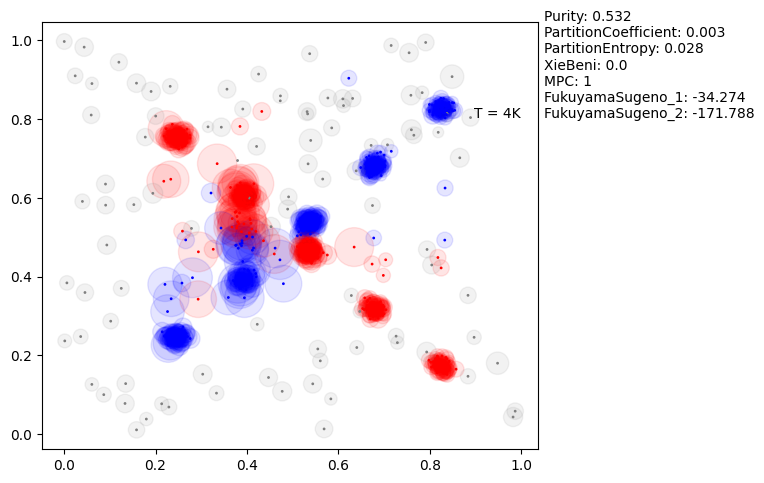 Purity: 0.532
PartitionCoefficient: 0.003
PartitionEntropy: 0.028
XieBeni: 0.0
MPC: 1
FukuyamaSugeno_1: -34.274
FukuyamaSugeno_2: -171.788
T = 4K
1.0
0.8
0.6
0.4
0.2
0.0
0.0 0.2 0.4 0.6 0.8 1.0